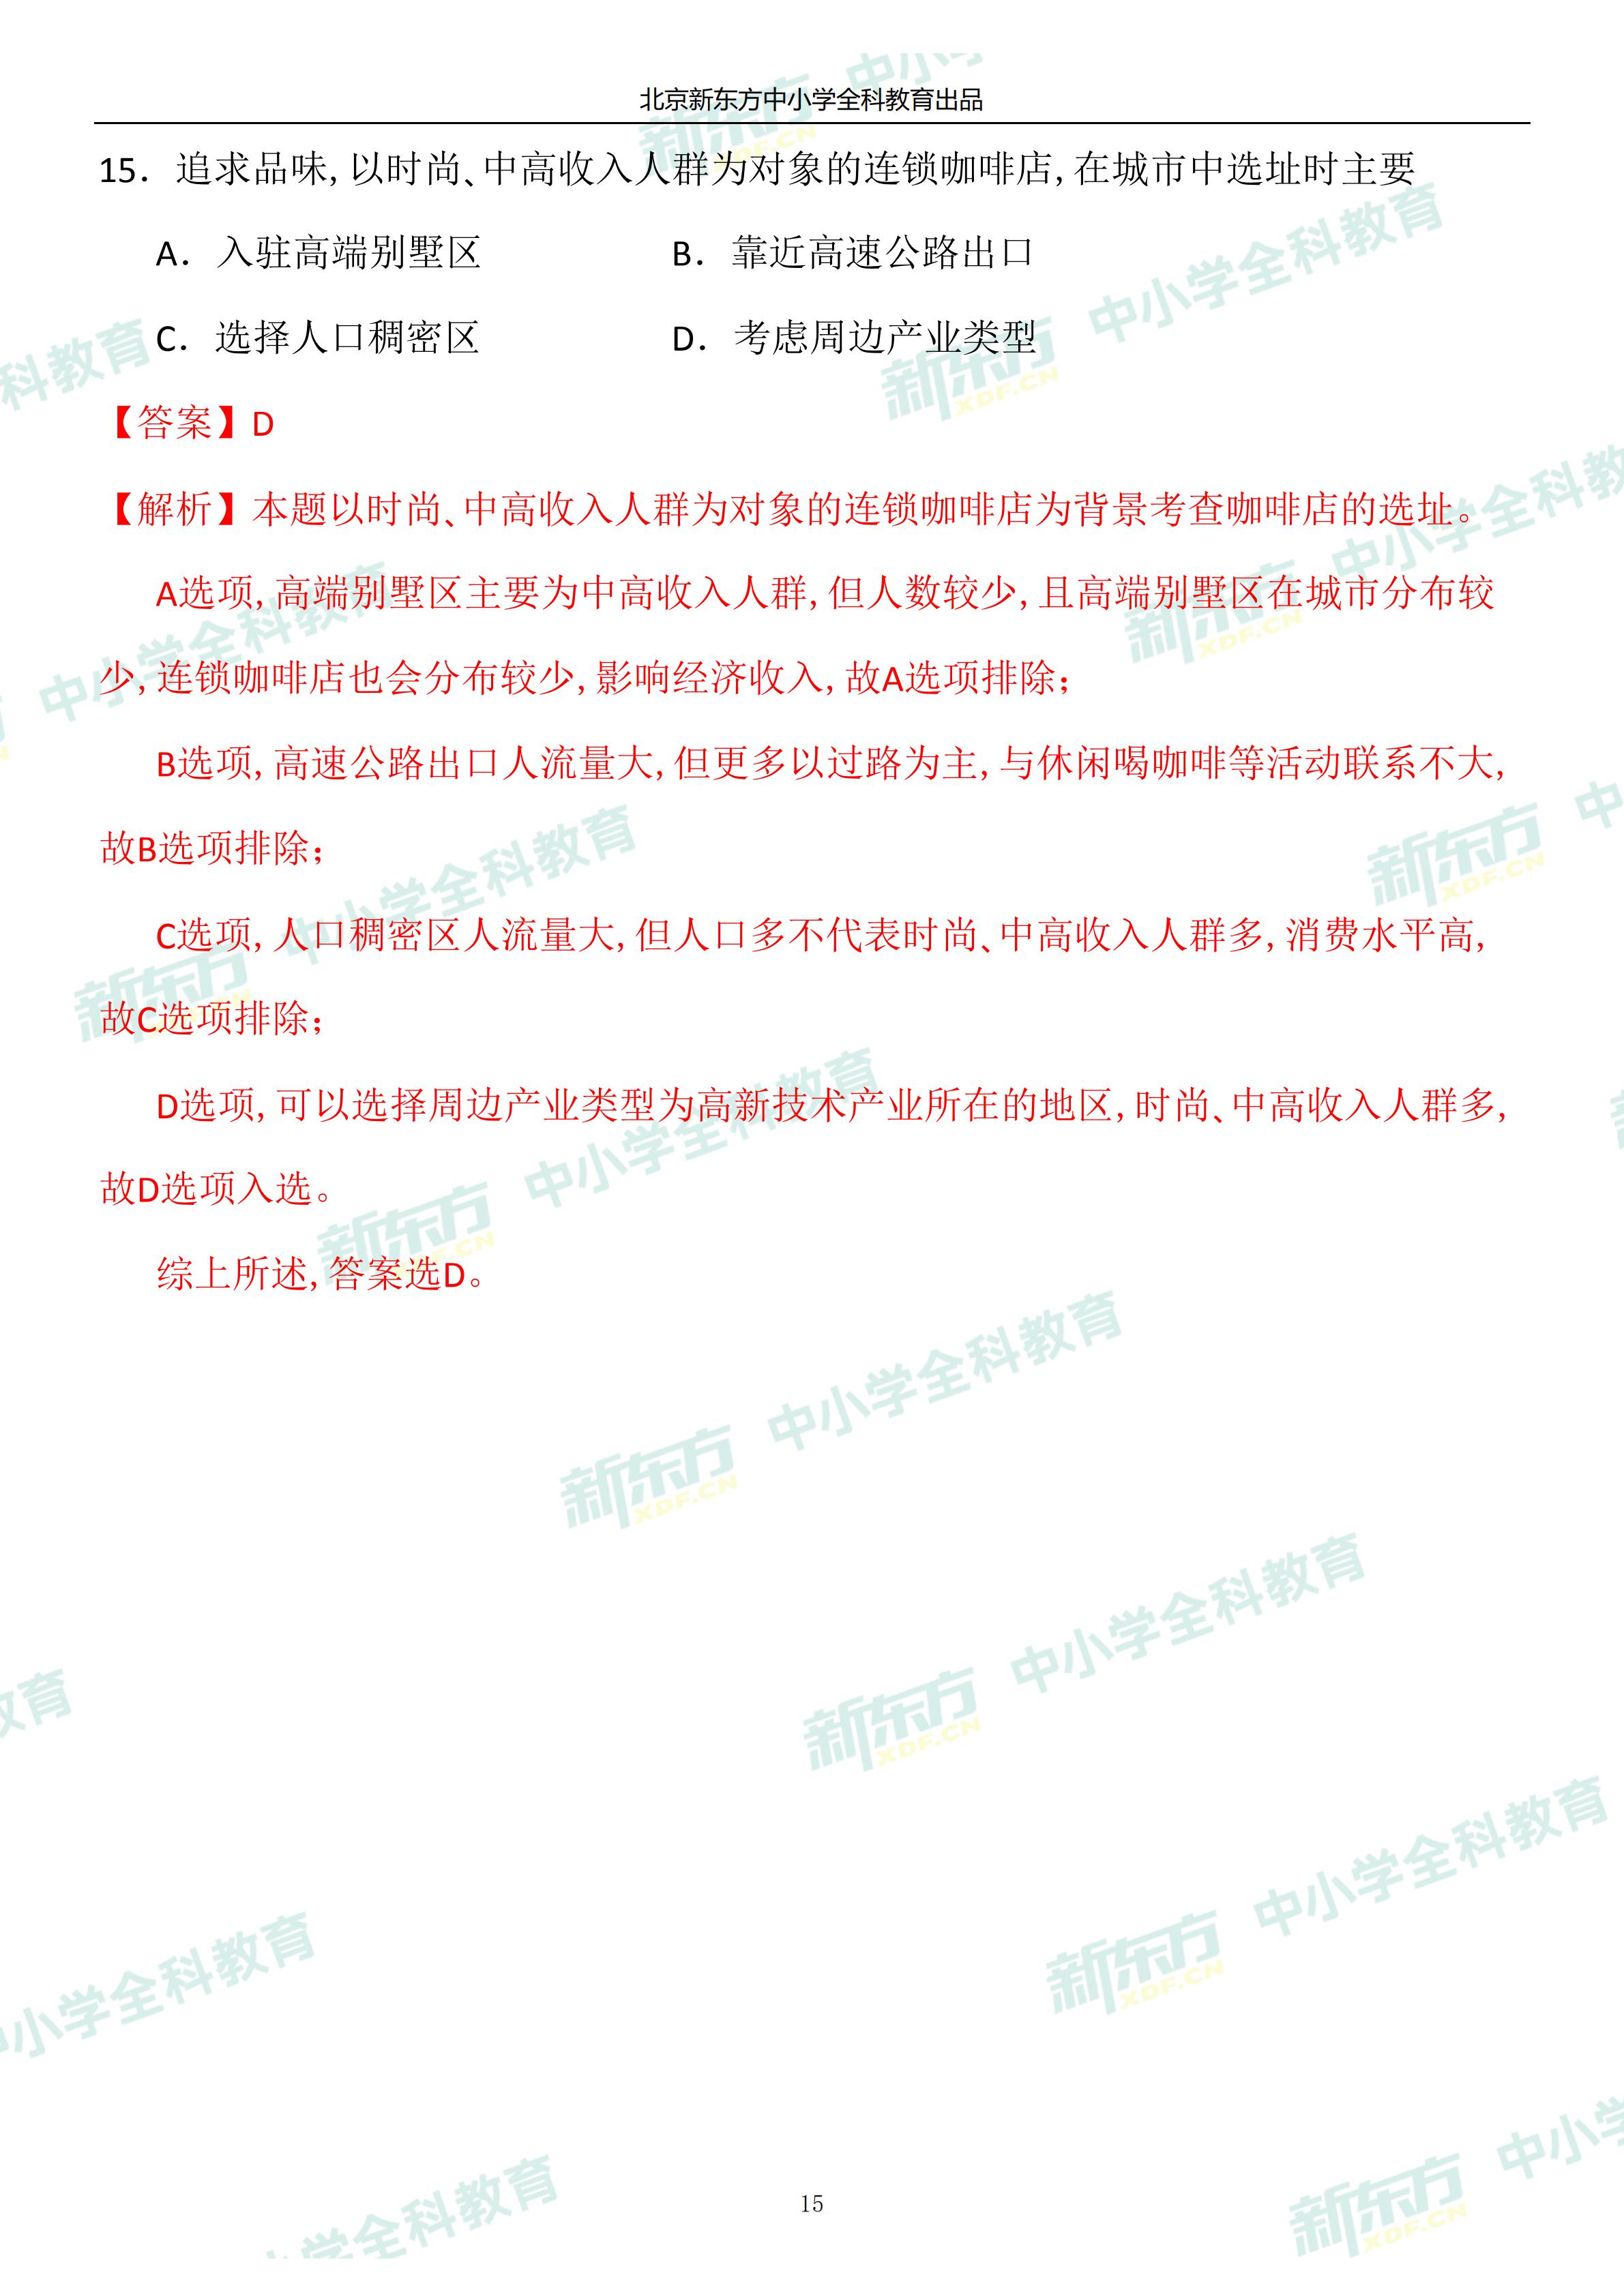 北京新东方中小学全科教育出品
15. 追求品味,以时尚、中高收入人群为对象的连锁咖啡店,在城市中选址时主要
A. 入驻高端别墅区 B. 靠近高速公路出口
C. 选择人口稠密区 D. 考虑周边产业类型
【答案】D
【解析】本题以时尚、中高收入人群为对象的连锁咖啡店为背景考查咖啡店的选址。
A选项,高端别墅区主要为中高收入人群,但人数较少,且高端别墅区在城市分布较
少,连锁咖啡店也会分布较少,影响经济收入,故A选项排除;
B选项,高速公路出口人流量大,但更多以过路为主,与休闲喝咖啡等活动联系不大,
故B选项排除;
C选项,人口稠密区人流量大,但人口多不代表时尚、中高收入人群多,消费水平高,
故C选项排除;
D选项,可以选择周边产业类型为高新技术产业所在的地区,时尚、中高收入人群多,
故D选项入选。
综上所述,答案选D。
新东方 XDF.CN 中小学全科教育
15